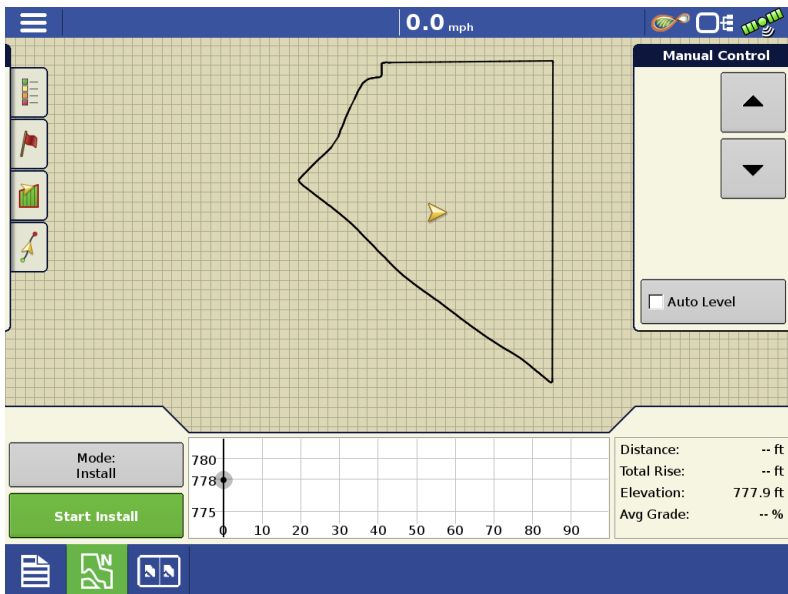 0.0 mph
Manual Control
Auto Level
Mode:
Install
Start Install
780
778
775
0 10 20 30 40 50 60 70 80 90
Distance: -- ft
Total Rise: -- ft
Elevation: 777.9 ft
Avg Grade: -- %
N